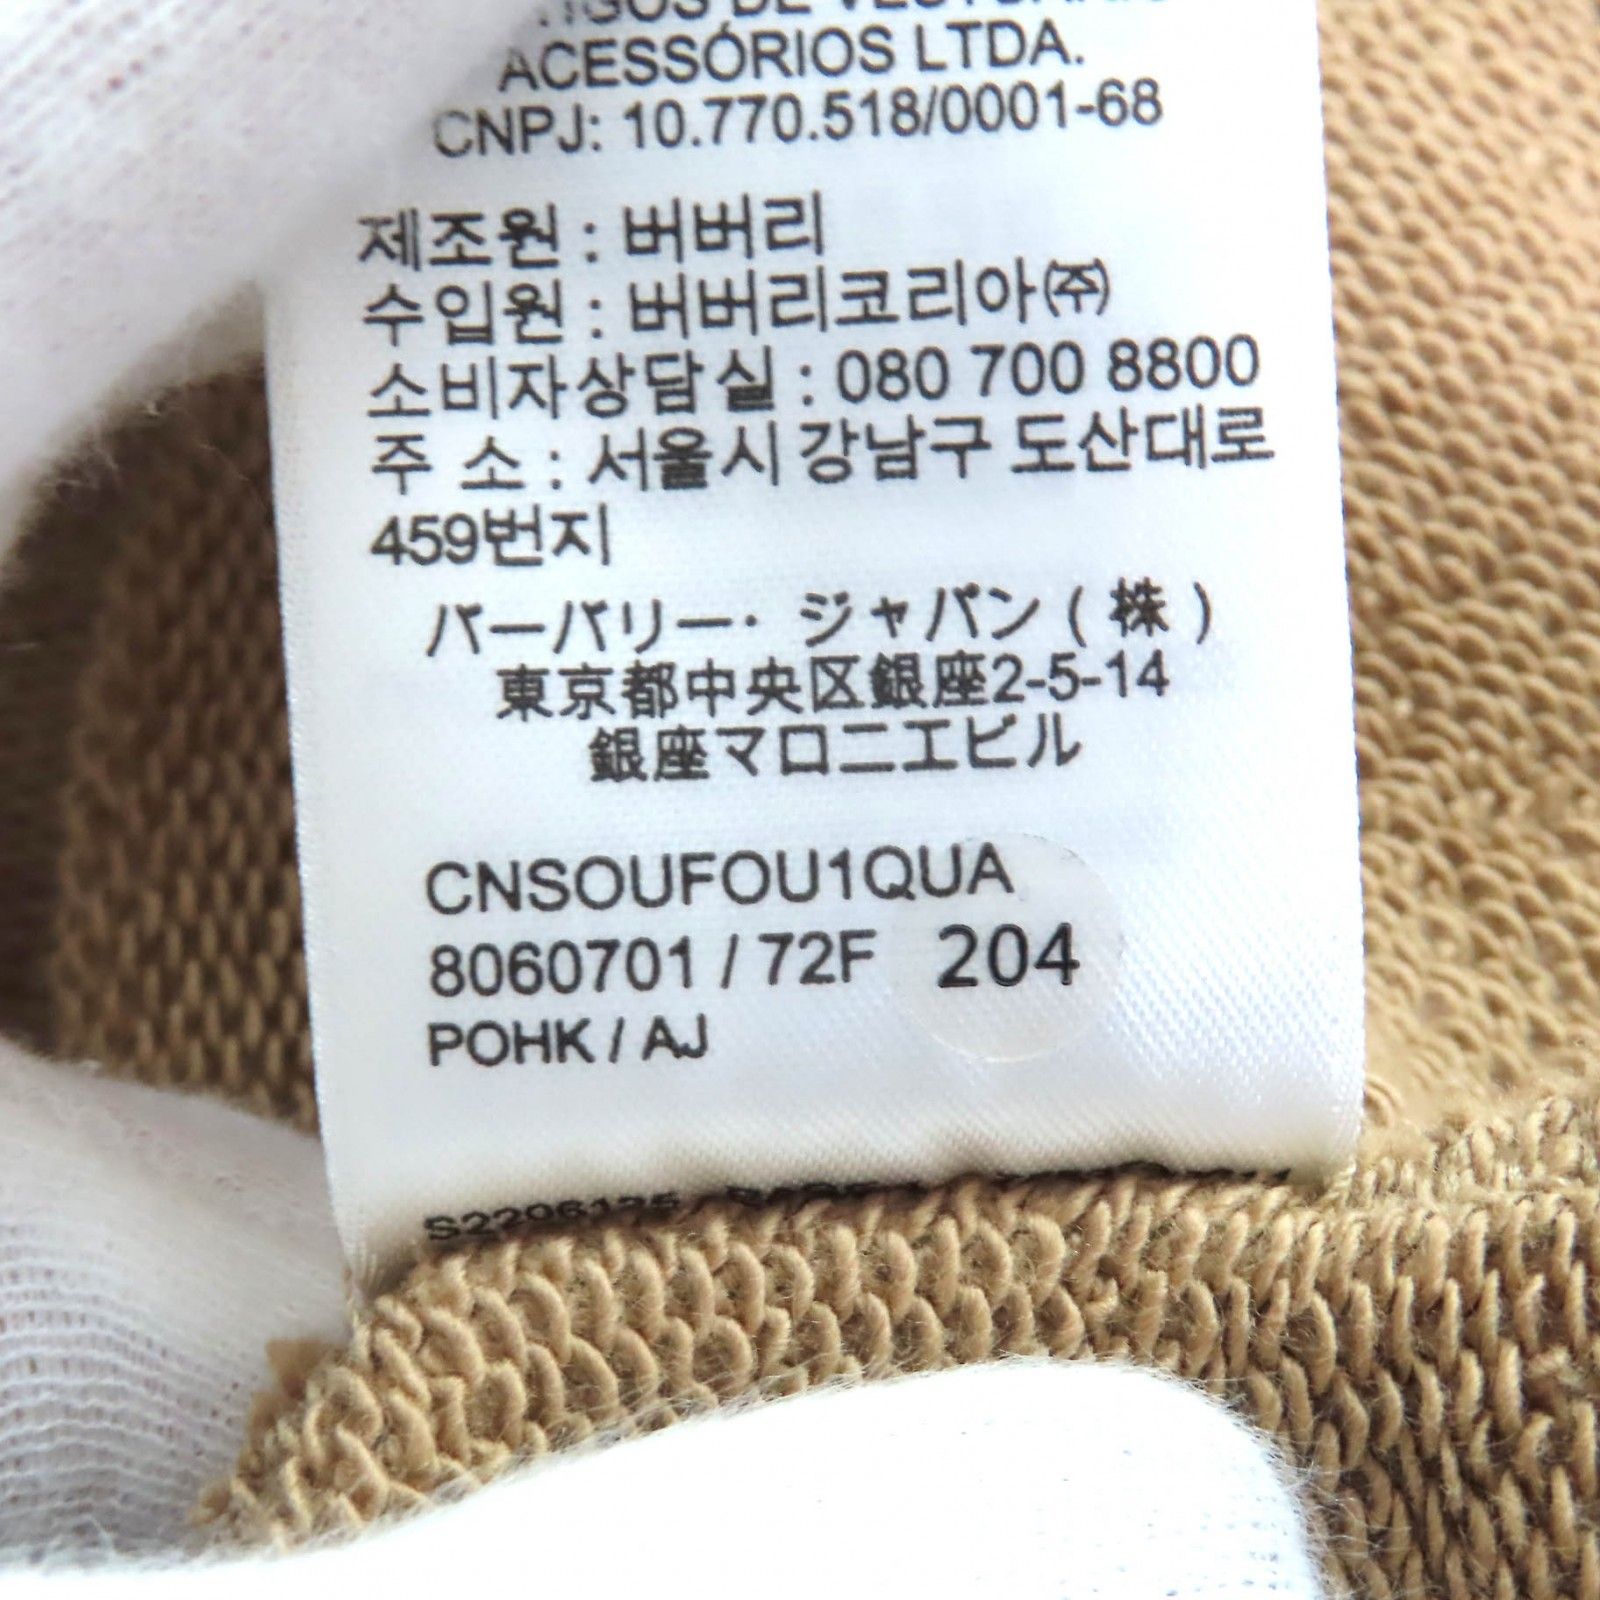 DE
ACESSÓRIOS LTDA.
CNPJ: 10.770.518/0001-68
제조원 : 버버리
수입원 : 버버리코리아㈜
소비자상담실 : 080 700 8800
주 소 : 서울시 강남구 도산대로
459번지
バーバリー・ ジャパン ( 株 )
東京都中央区銀座2-5-14
銀座マロニエビル
CNSOUFOU1QUA
8060701 / 72F 204
POHK / AJ